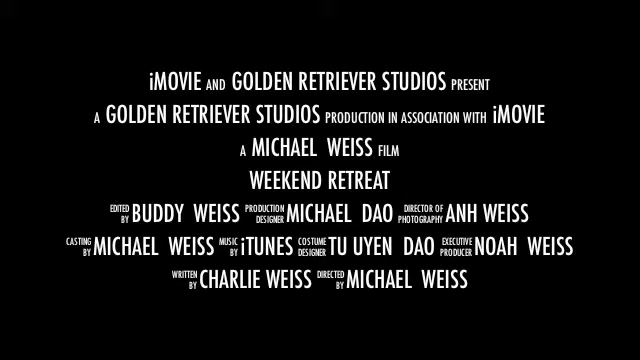 iMOVIE AND GOLDEN RETRIEVER STUDIOS PRESENT
A GOLDEN RETRIEVER STUDIOS PRODUCTION IN ASSOCIATION WITH iMOVIE
A MICHAEL WEISS FILM
WEEKEND RETREAT
EDITED BY BUDDY WEISS PRODUCTION DESIGNER MICHAEL DAO DIRECTOR OF PHOTOGRAPHY ANH WEISS
CASTING BY MICHAEL WEISS MUSIC BY iTUNES COSTUME DESIGNER TU UYEN DAO EXECUTIVE PRODUCER NOAH WEISS
WRITTEN BY CHARLIE WEISS DIRECTED BY MICHAEL WEISS